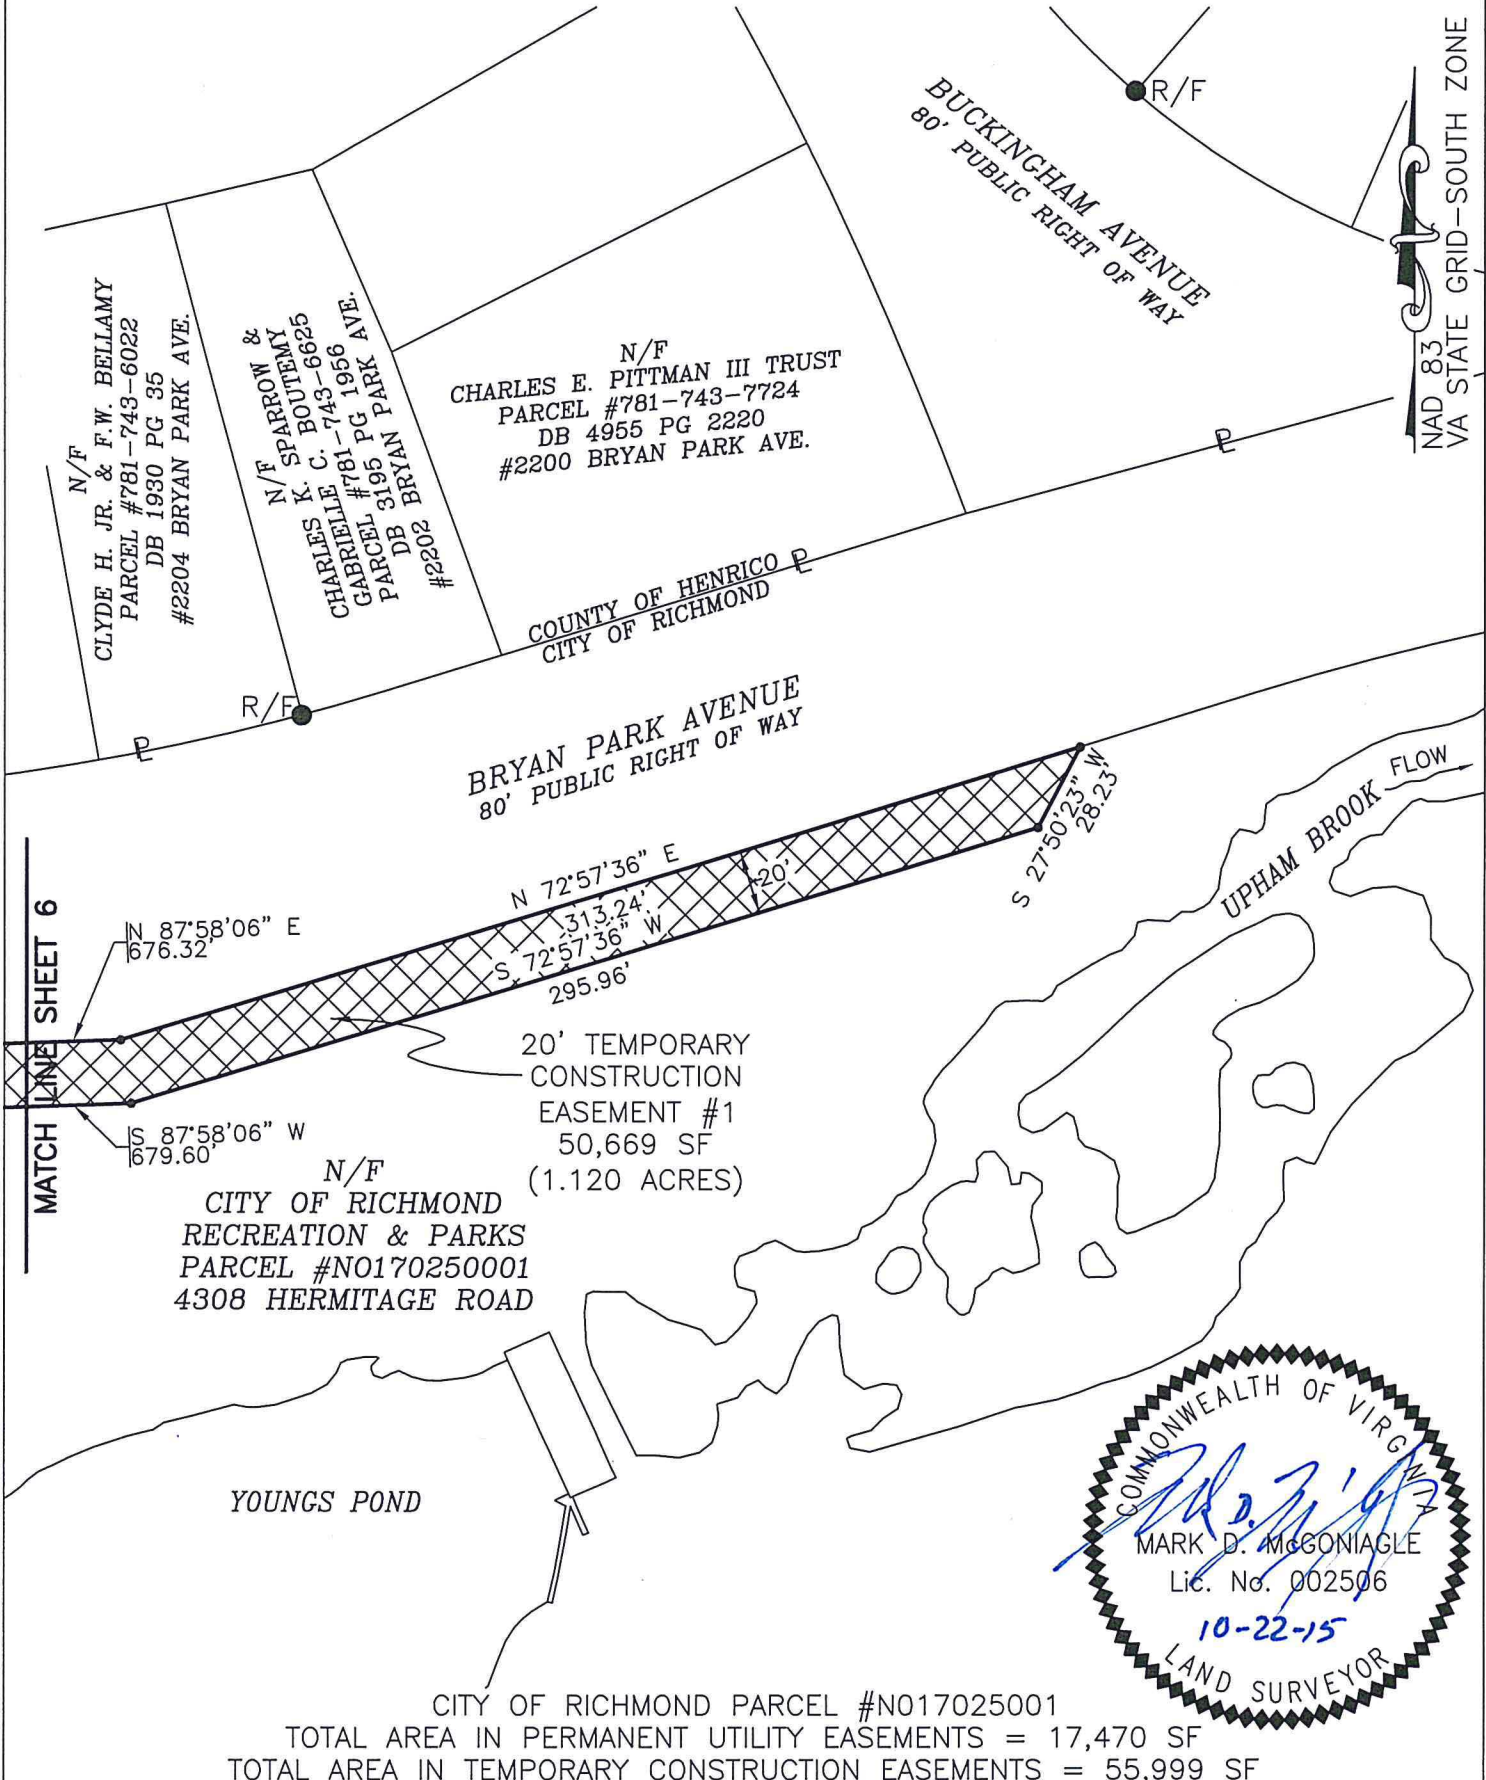 R/F
BUCKINGHAM AVENUE
80' PUBLIC RIGHT OF WAY
NAD 83
VA STATE GRID-SOUTH ZONE
N/F
CLYDE H. JR. & F.W. BELLAMY
PARCEL #781-743-6022
DB 1930 PG 35
#2204 BRYAN PARK AVE.
N/F
CHARLES K. SPARROW &
GABRIELLE C. BOUTEMY
PARCEL #781-743-6625
DB 3195 PG 1956
#2202 BRYAN PARK AVE.
N/F
CHARLES E. PITTMAN III TRUST
PARCEL #781-743-7724
DB 4955 PG 2220
#2200 BRYAN PARK AVE.
PL
PL
COUNTY OF HENRICO
CITY OF RICHMOND
R/F
PL
BRYAN PARK AVENUE
80' PUBLIC RIGHT OF WAY
FLOW
UPHAM BROOK
S 27°50'23" W
28.23'
N 72°57'36" E
313.24'
20'
S 72°57'36" W
295.96'
MATCH LINE SHEET 6
N 87°58'06" E
676.32'
S 87°58'06" W
679.60'
20' TEMPORARY
CONSTRUCTION
EASEMENT #1
50,669 SF
(1.120 ACRES)
N/F
CITY OF RICHMOND
RECREATION & PARKS
PARCEL #N0170250001
4308 HERMITAGE ROAD
YOUNGS POND
COMMONWEALTH OF VIRGINIA
MARK D. McGONIAGLE
Lic. No. 002506
10-22-15
LAND SURVEYOR
CITY OF RICHMOND PARCEL #N017025001
TOTAL AREA IN PERMANENT UTILITY EASEMENTS = 17,470 SF
TOTAL AREA IN TEMPORARY CONSTRUCTION EASEMENTS = 55,999 SF